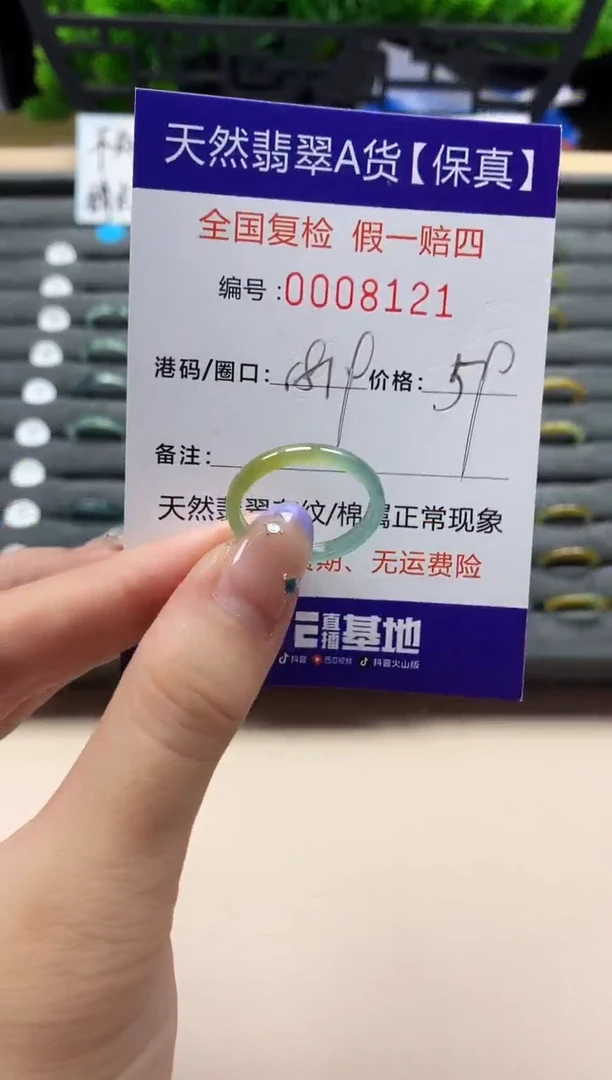 天然翡翠A货【保真】
全国复检 假一赔四
编号:0008121
港码/圈口: 价格:
备注:
天然翡翠 纹/棉属正常现象
期、无运费险
直播基地
抖音 西瓜视频 抖音火山版